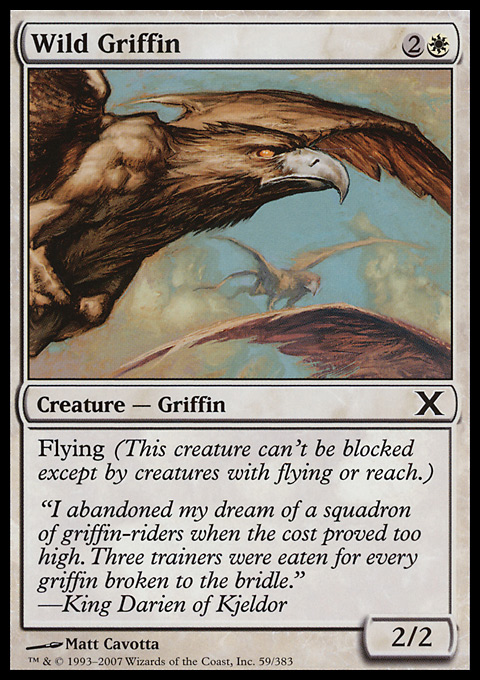 Wild Griffin 2
Creature — Griffin X
Flying (This creature can't be blocked
except by creatures with flying or reach.)
“I abandoned my dream of a squadron
of griffin-riders when the cost proved too
high. Three trainers were eaten for every
griffin broken to the bridle.”
—King Darien of Kjeldor
Matt Cavotta
2/2
™ & © 1993–2007 Wizards of the Coast, Inc. 59/383